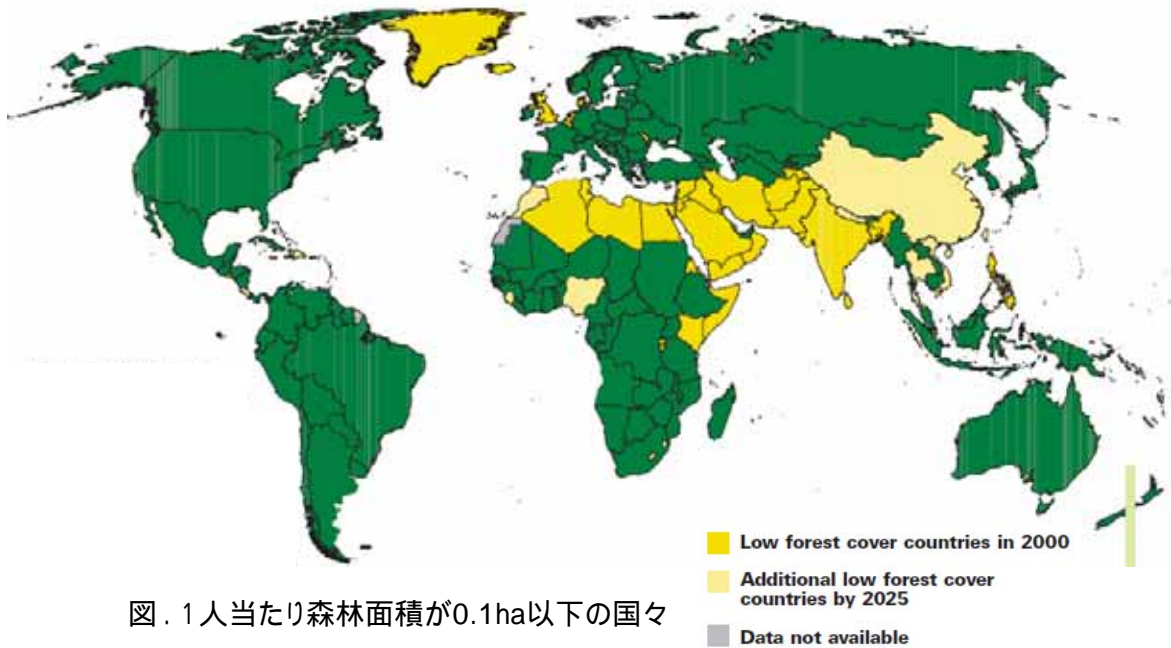 Low forest cover countries in 2000
Additional low forest cover
countries by 2025
Data not available
図．1人当たり森林面積が0.1ha以下の国々